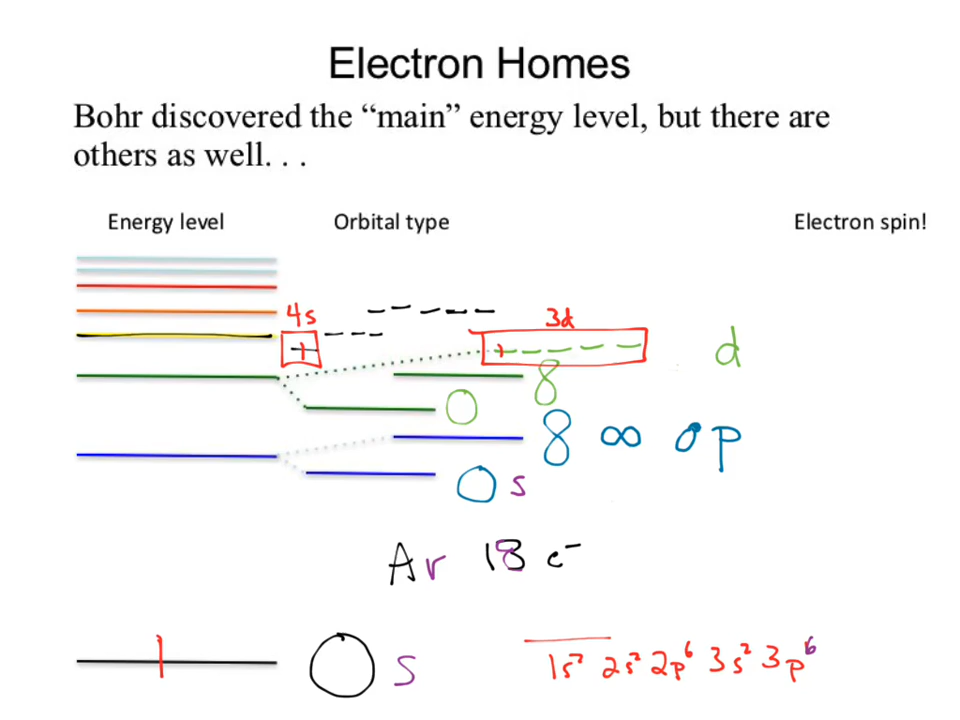 Electron Homes
Bohr discovered the “main” energy level, but there are
others as well. . .
Energy level Orbital type Electron spin!
4s 3d
d
8
8 ∞ p
s
Ar 18 e⁻
s
1s² 2s² 2p⁶ 3s² 3p⁶